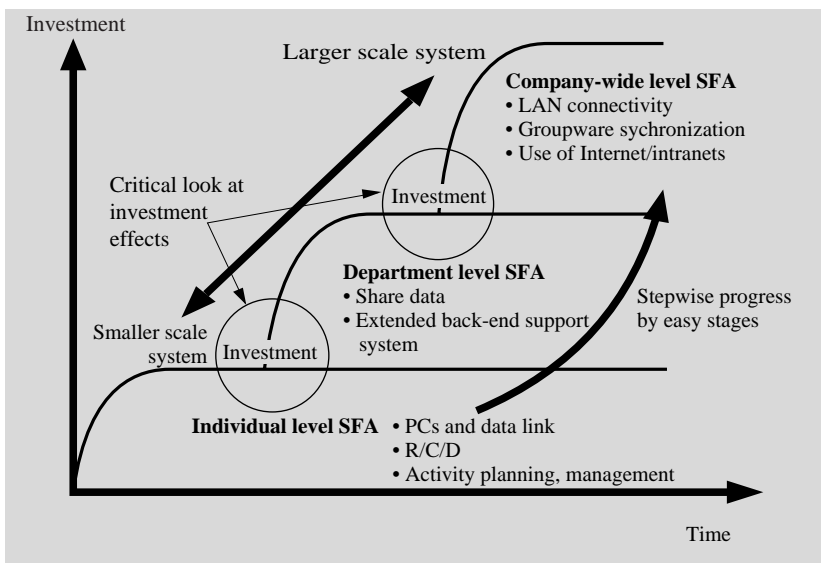 Investment
Larger scale system
Company-wide level SFA
• LAN connectivity
• Groupware sychronization
• Use of Internet/intranets
Critical look at
investment
effects
Investment
Department level SFA
• Share data
• Extended back-end support
system
Stepwise progress
by easy stages
Smaller scale
system
Investment
Individual level SFA
• PCs and data link
• R/C/D
• Activity planning, management
Time